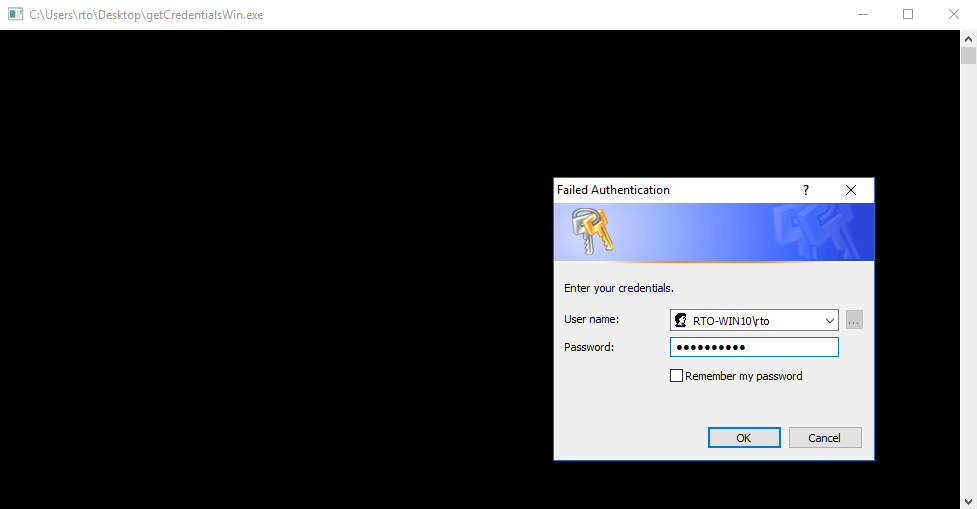 C:\Users\rto\Desktop\getCredentialsWin.exe
Failed Authentication
Enter your credentials.
User name:
RTO-WIN10\rto
...
Password:
●●●●●●●●●●
Remember my password
OK
Cancel